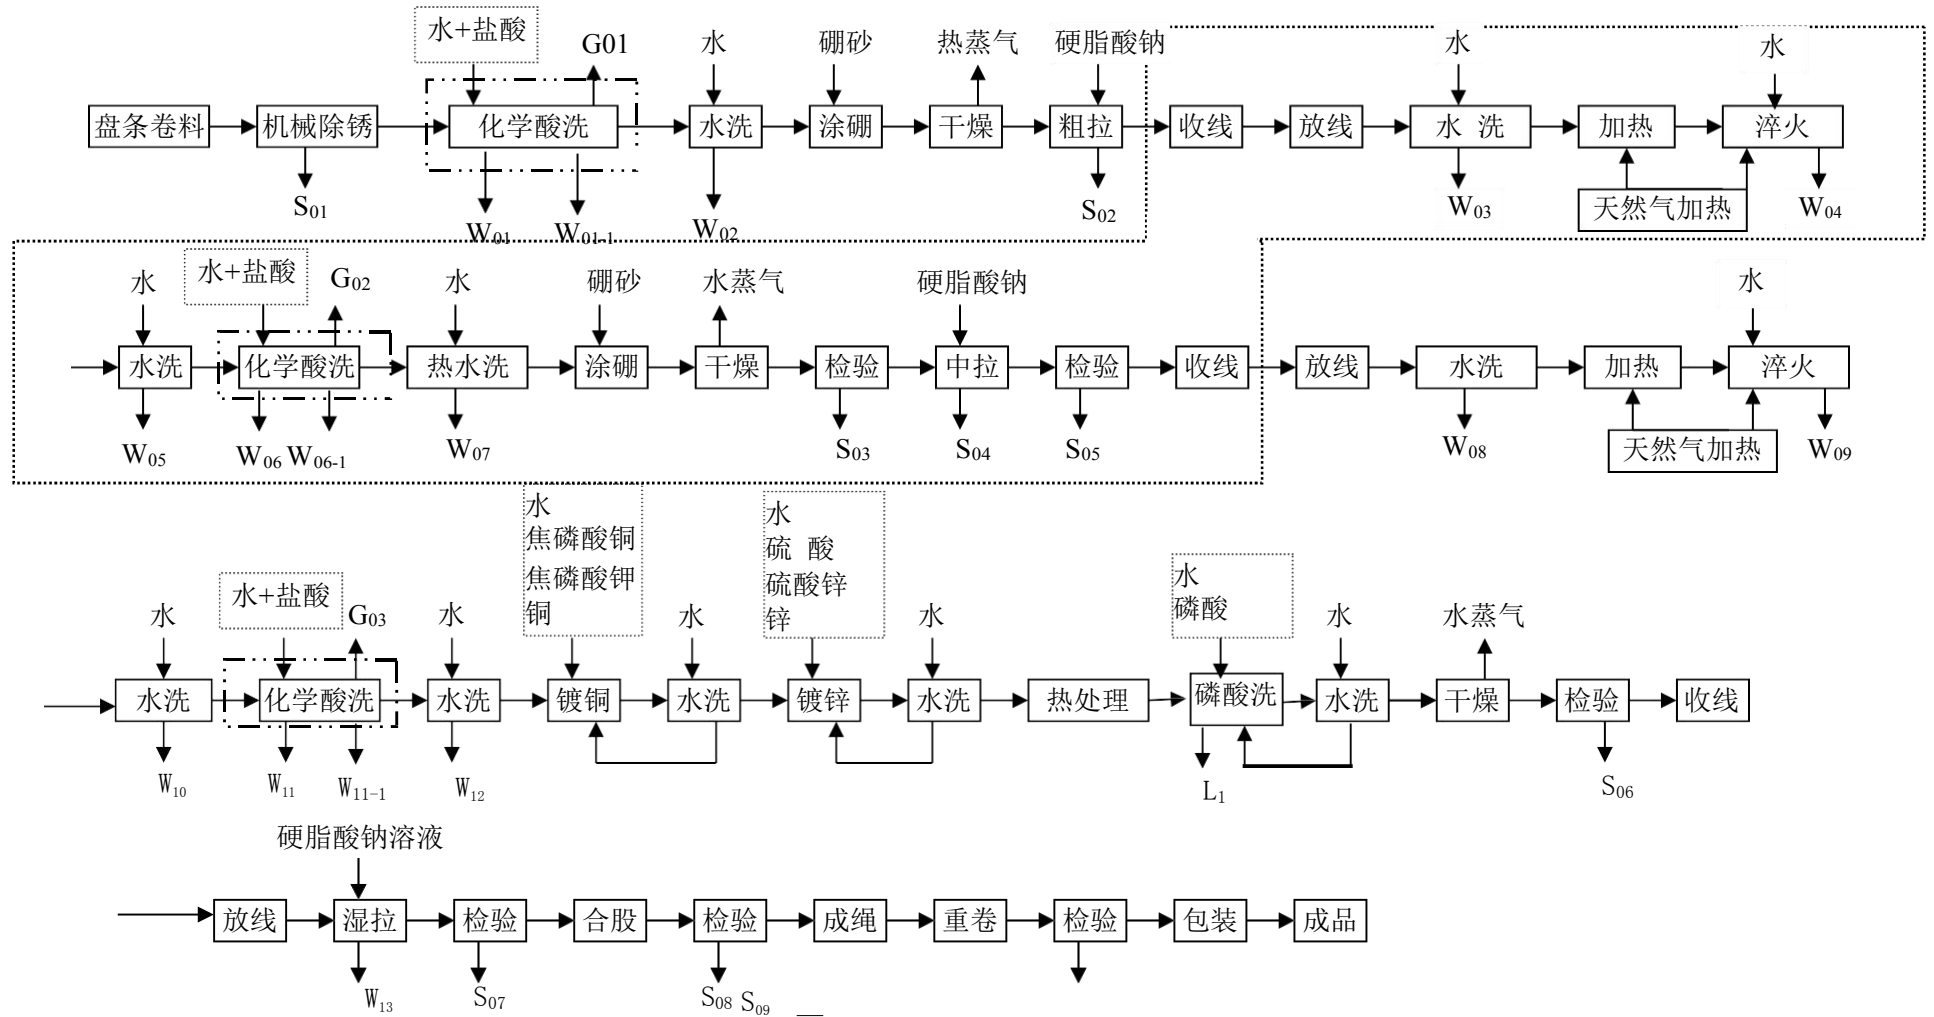 水+盐酸 G01 水 硼砂 热蒸气 硬脂酸钠 水 水
盘条卷料 机械除锈 化学酸洗 水洗 涂硼 干燥 粗拉 收线 放线 水 洗 加热 淬火
S01 W01 W01-1 W02 S02 W03 天然气加热 W04
水 水+盐酸 G02 水 硼砂 水蒸气 硬脂酸钠 水
水洗 化学酸洗 热水洗 涂硼 干燥 检验 中拉 检验 收线 放线 水洗 加热 淬火
W05 W06 W06-1 W07 S03 S04 S05 W08 天然气加热 W09
水
焦磷酸铜
焦磷酸钾
铜
水
硫 酸
硫酸锌
锌
水
磷酸
水 水+盐酸 G03 水 水 水 水 水蒸气
水洗 化学酸洗 水洗 镀铜 水洗 镀锌 水洗 热处理 磷酸洗 水洗 干燥 检验 收线
W10 W11 W11-1 W12 L1 S06
硬脂酸钠溶液
放线 湿拉 检验 合股 检验 成绳 重卷 检验 包装 成品
W13 S07 S08 S09